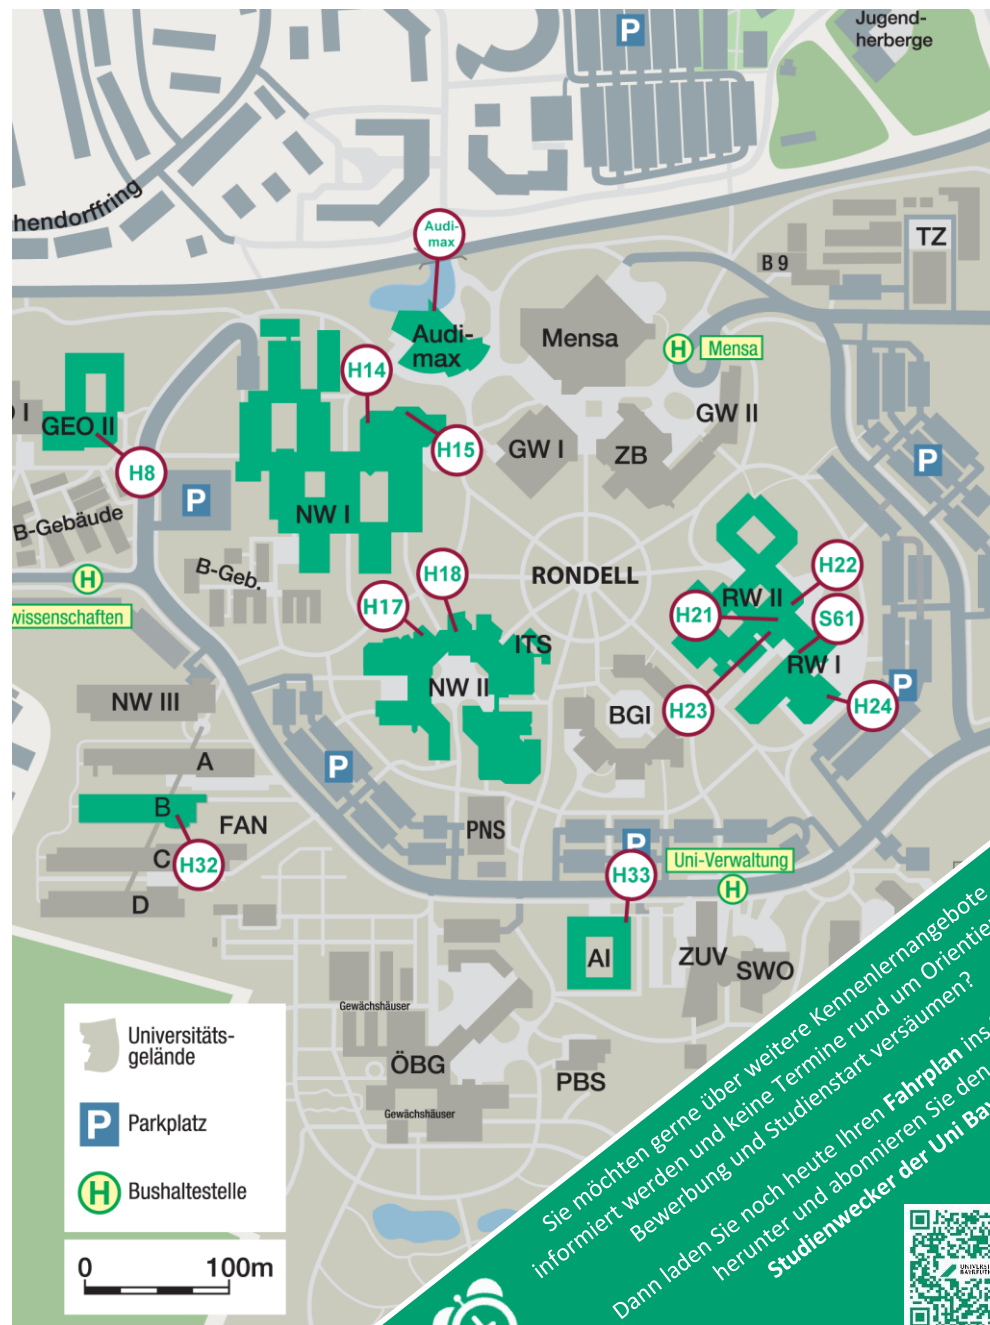 Jugend-
herberge
P
hendorffring
Audi-
max
TZ
B 9
Audi-
max
Mensa
H
Mensa
H14
GEO II
H15
GW I
ZB
GW II
P
H8
P
NW I
B-Gebäude
B-Geb.
H
wissenschaften
H17
H18
RONDELL
H22
RW II
H21
S61
ITS
RW I
NW II
NW III
BGI
H23
P
H24
A
P
B
FAN
PNS
P
Uni-Verwaltung
C
H32
H33
H
D
AI
ZUV
SWO
Gewächshäuser
ÖBG
PBS
Gewächshäuser
Universitäts-
gelände
P
Parkplatz
H
Bushaltestelle
0
100m
Sie möchten gerne über weitere Kennenlernangebote
informiert werden und keine Termine rund um
Bewerbung und Studienstart versäumen?
Dann laden Sie noch heute Ihren Fahrplan ins
herunter und abonnieren Sie den
Studienwecker der Uni